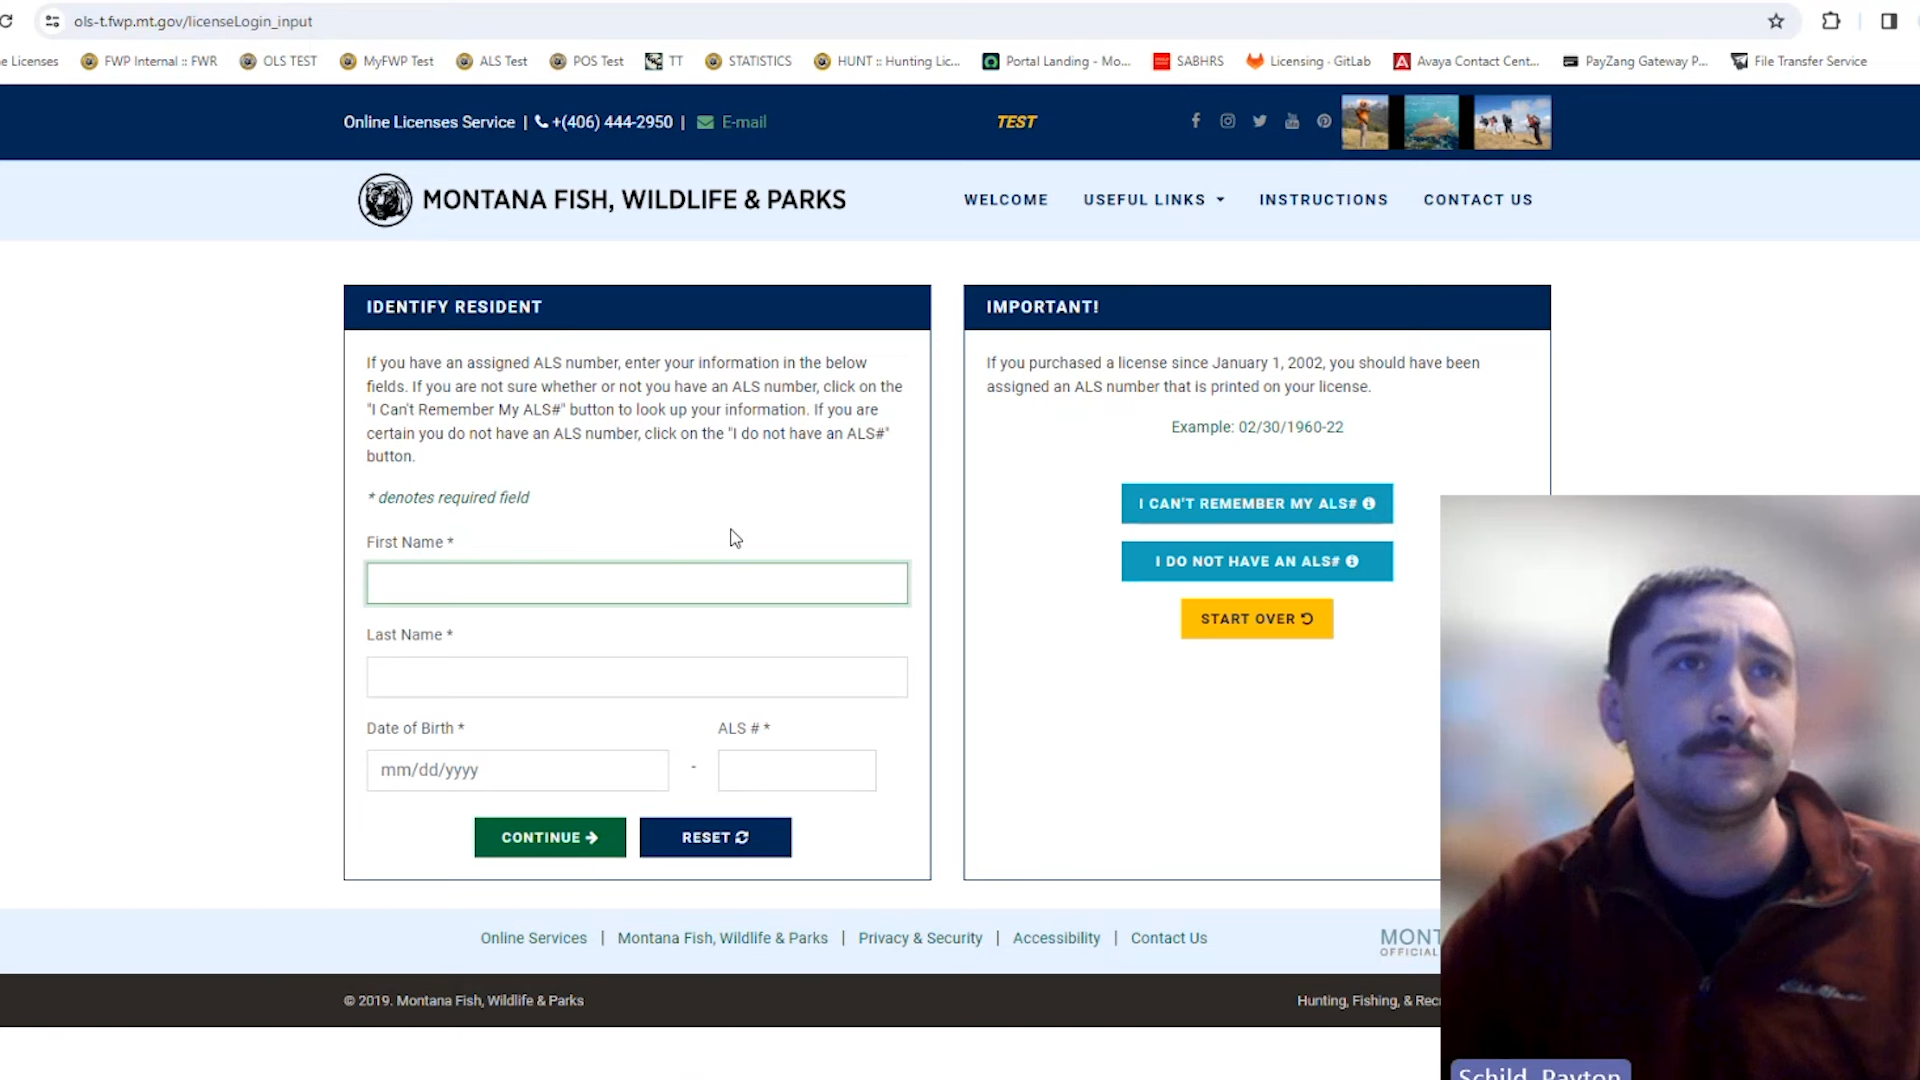 ols-t.fwp.mt.gov/licenseLogin_input
e Licenses FWP Internal :: FWR OLS TEST MyFWP Test ALS Test POS Test TT STATISTICS HUNT :: Hunting Lic... Portal Landing - Mo... SABHRS Licensing · GitLab Avaya Contact Cent... PayZang Gateway P... File Transfer Service
Online Licenses Service | +(406) 444-2950 | E-mail TEST
MONTANA FISH, WILDLIFE & PARKS WELCOME USEFUL LINKS INSTRUCTIONS CONTACT US
IDENTIFY RESIDENT
If you have an assigned ALS number, enter your information in the below
fields. If you are not sure whether or not you have an ALS number, click on the
"I Can't Remember My ALS#" button to look up your information. If you are
certain you do not have an ALS number, click on the "I do not have an ALS#"
button.
* denotes required field
First Name *
Last Name *
Date of Birth * ALS # *
mm/dd/yyyy -
CONTINUE RESET
IMPORTANT!
If you purchased a license since January 1, 2002, you should have been
assigned an ALS number that is printed on your license.
Example: 02/30/1960-22
I CAN'T REMEMBER MY ALS#
I DO NOT HAVE AN ALS#
START OVER
Online Services | Montana Fish, Wildlife & Parks | Privacy & Security | Accessibility | Contact Us
MONT
OFFICIAL
© 2019. Montana Fish, Wildlife & Parks Hunting, Fishing, & Rec
Schild, Payton